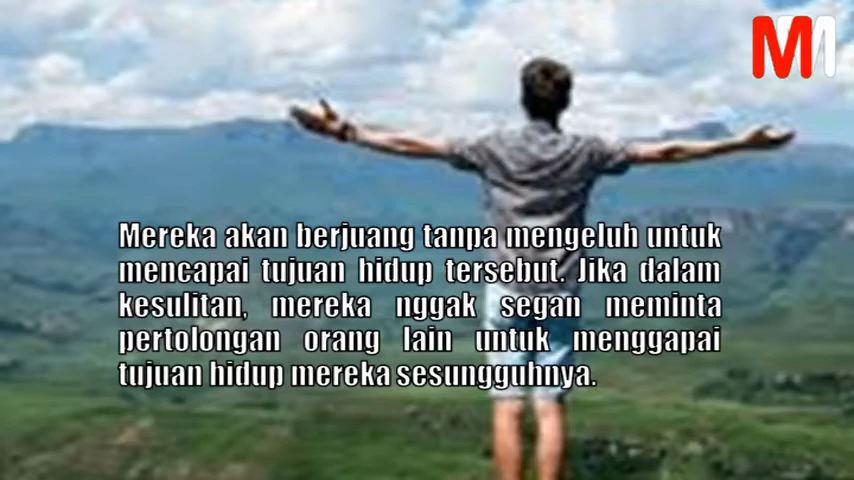 MM
Mereka akan berjuang tanpa mengeluh untuk
mencapai tujuan hidup tersebut. Jika dalam
kesulitan, mereka nggak segan meminta
pertolongan orang lain untuk menggapai
tujuan hidup mereka sesungguhnya.